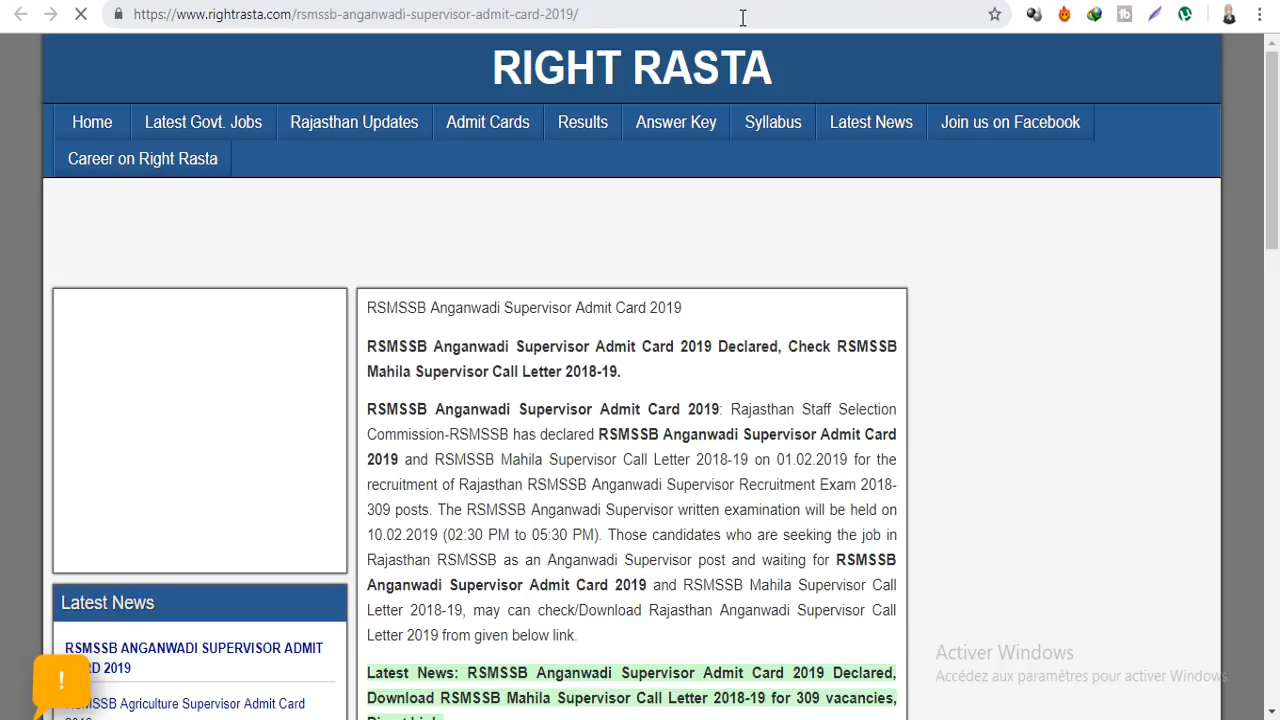 https://www.rightrasta.com/rsmssb-anganwadi-supervisor-admit-card-2019/
RIGHT RASTA
Home
Latest Govt. Jobs
Rajasthan Updates
Admit Cards
Results
Answer Key
Syllabus
Latest News
Join us on Facebook
Career on Right Rasta
RSMSSB Anganwadi Supervisor Admit Card 2019
RSMSSB Anganwadi Supervisor Admit Card 2019 Declared, Check RSMSSB
Mahila Supervisor Call Letter 2018-19.
RSMSSB Anganwadi Supervisor Admit Card 2019: Rajasthan Staff Selection
Commission-RSMSSB has declared RSMSSB Anganwadi Supervisor Admit Card
2019 and RSMSSB Mahila Supervisor Call Letter 2018-19 on 01.02.2019 for the
recruitment of Rajasthan RSMSSB Anganwadi Supervisor Recruitment Exam 2018-
309 posts. The RSMSSB Anganwadi Supervisor written examination will be held on
10.02.2019 (02:30 PM to 05:30 PM). Those candidates who are seeking the job in
Rajasthan RSMSSB as an Anganwadi Supervisor post and waiting for RSMSSB
Anganwadi Supervisor Admit Card 2019 and RSMSSB Mahila Supervisor Call
Letter 2018-19, may can check/Download Rajasthan Anganwadi Supervisor Call
Letter 2019 from given below link.
Latest News: RSMSSB Anganwadi Supervisor Admit Card 2019 Declared,
Download RSMSSB Mahila Supervisor Call Letter 2018-19 for 309 vacancies,
Latest News
RSMSSB ANGANWADI SUPERVISOR ADMIT
2019
!
RSMSSB Agriculture Supervisor Admit Card
Activer Windows
Accédez aux paramètres pour activer Windows.